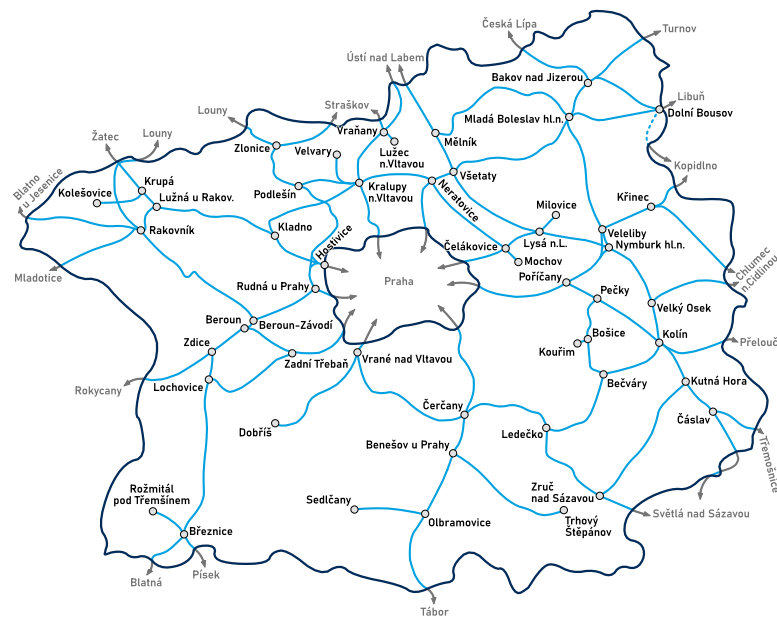 Česká Lípa
Turnov
Ústí nad Labem
Bakov nad Jizerou
Libuň
Dolní Bousov
Straškov
Louny
Mladá Boleslav hl.n.
Vraňany
Mělník
Žatec
Louny
Zlonice
Velvary
Lužec
n.Vltavou
Všetaty
Kopidlno
Blatno
u Jesenice
Krupá
Kolešovice
Lužná u Rakov.
Podlešín
Kralupy
n.Vltavou
Neratovice
Milovice
Křinec
Rakovník
Kladno
Hostivice
Čelákovice
Lysá n.L.
Veleliby
Nymburk hl.n.
Mochov
Mladotice
Praha
Poříčany
Chlumec
n.Cidlinou
Rudná u Prahy
Pečky
Velký Osek
Beroun
Beroun-Závodí
Bošice
Kolín
Přelouč
Zdice
Kouřim
Zadní Třebaň
Vrané nad Vltavou
Rokycany
Lochovice
Bečváry
Kutná Hora
Čerčany
Čáslav
Dobříš
Ledečko
Třemošnice
Benešov u Prahy
Rožmitál
pod Třemšínem
Sedlčany
Zruč
nad Sázavou
Světlá nad Sázavou
Olbramovice
Trhový
Štěpánov
Březnice
Blatná
Písek
Tábor